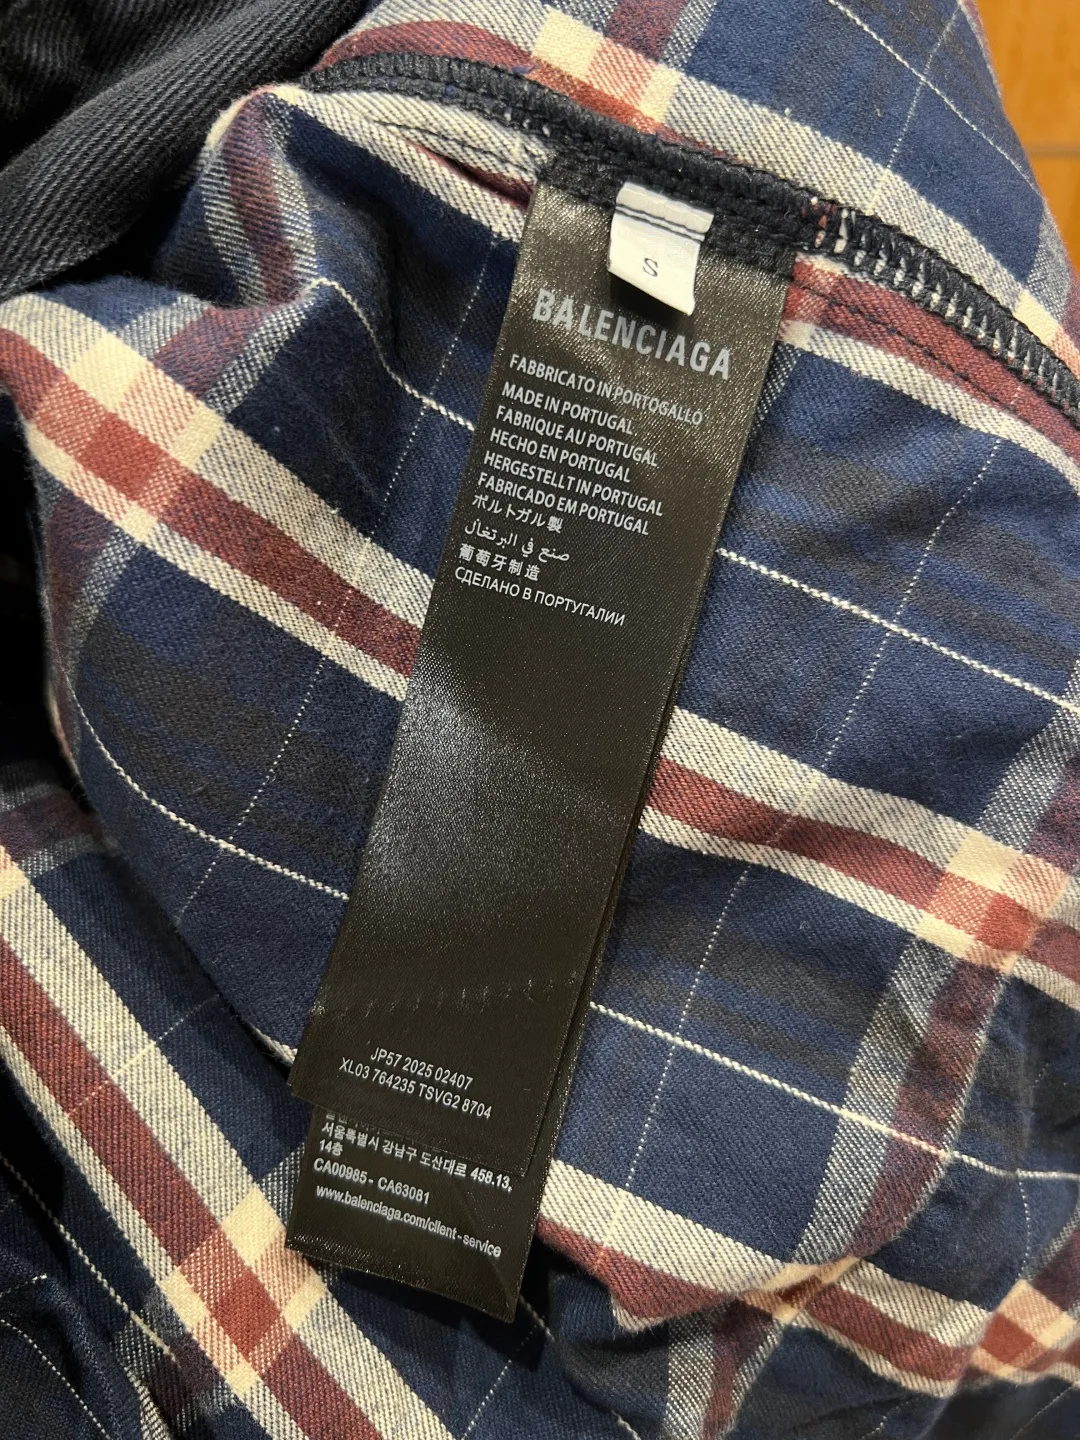 S
BALENCIAGA
FABBRICATO IN PORTOGALLO
MADE IN PORTUGAL
FABRIQUE AU PORTUGAL
HECHO EN PORTUGAL
HERGESTELLT IN PORTUGAL
FABRICADO EM PORTUGAL
ポルトガル製
صنع في البرتغال
葡萄牙制造
СДЕЛАНО В ПОРТУГАЛИИ
JP57 2025 02407
XL03 764235 TSVG2 8704
서울특별시 강남구 도산대로 458.13,
14층
CA00985 - CA63081
www.balenciaga.com/client-service